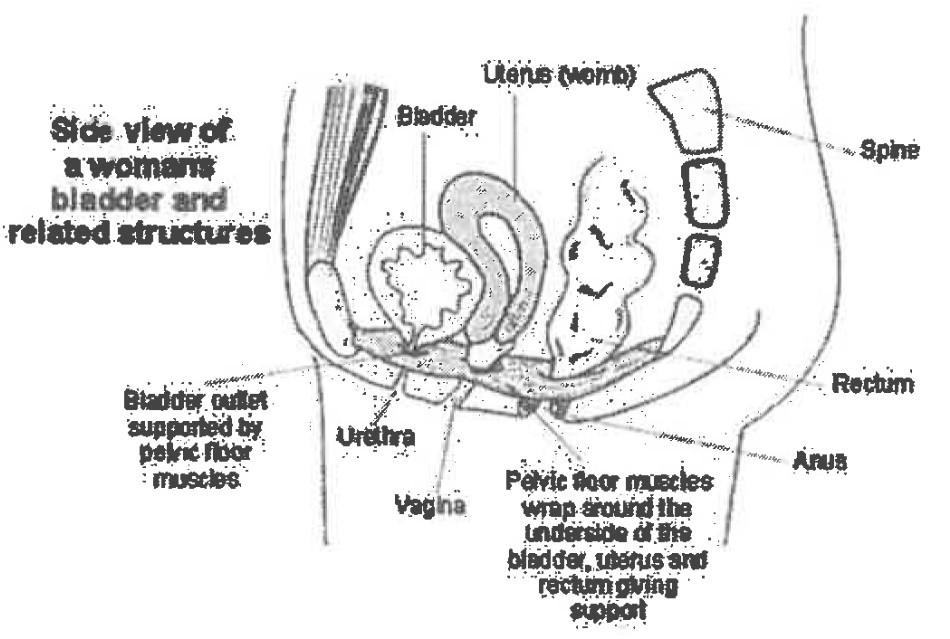 Side view of
a womans
bladder and
related structures
Bladder
Uterus (womb)
Spine
Rectum
Anus
Bladder outlet
supported by
pelvic floor
muscles
Urethra
Vagina
Pelvic floor muscles
wrap around the
underside of the
bladder, uterus and
rectum giving
support